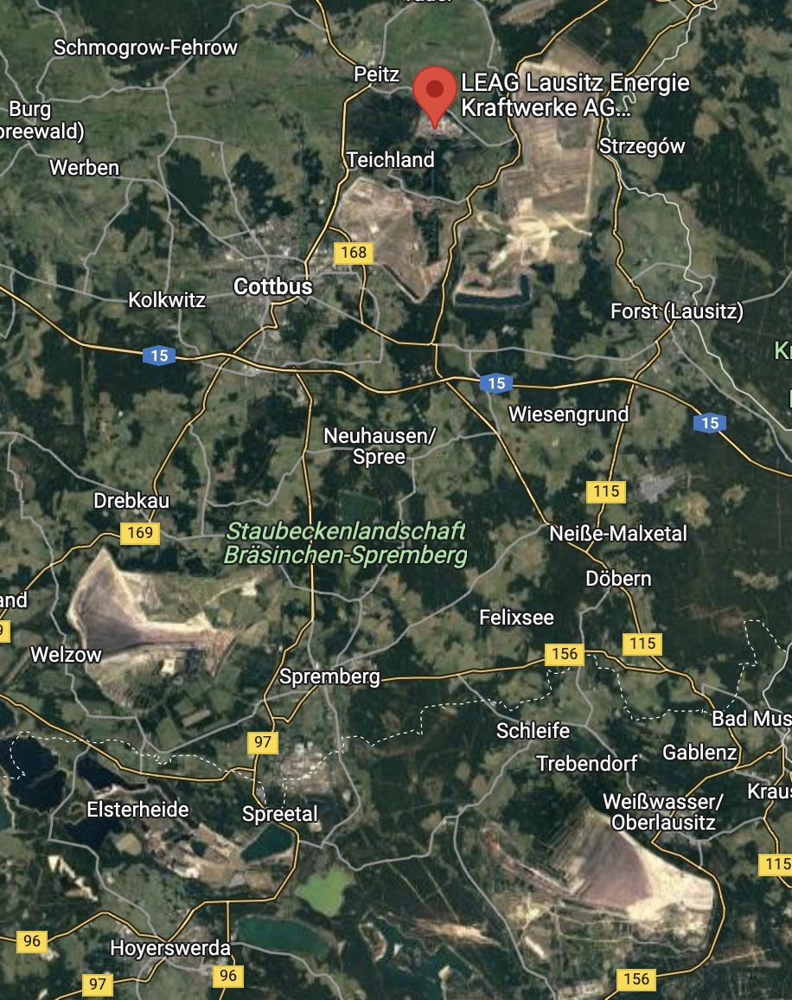 Schmogrow-Fehrow
Peitz
LEAG Lausitz Energie
Kraftwerke AG...
Burg
preewald)
Strzegów
Teichland
Werben
168
Cottbus
Kolkwitz
Forst (Lausitz)
15
15
Wiesengrund
15
Neuhausen/
Spree
115
Drebkau
169
Staubeckenlandschaft
Bräsinchen-Spremberg
Neiße-Malxetal
Döbern
and
Felixsee
9
115
156
Welzow
Spremberg
Bad Mus
Schleife
97
Gablenz
Trebendorf
Kraus
Weißwasser/
Oberlausitz
Elsterheide
Spreetal
115
96
Hoyerswerda
97
96
156